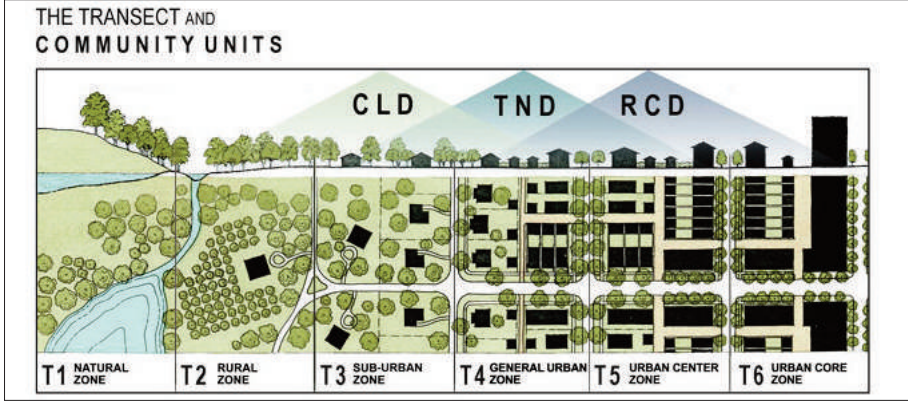 THE TRANSECT AND
COMMUNITY UNITS
CLD TND RCD
T1 NATURAL ZONE
T2 RURAL ZONE
T3 SUB-URBAN ZONE
T4 GENERAL URBAN ZONE
T5 URBAN CENTER ZONE
T6 URBAN CORE ZONE